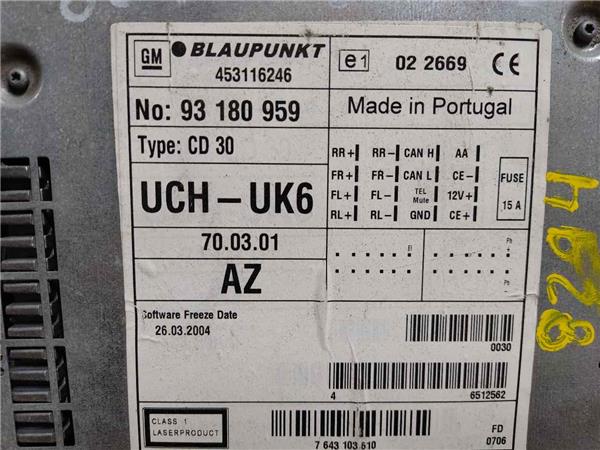 GM BLAUPUNKT
453116246
e1 02 2669 CE
No: 93 180 959
Made in Portugal
Type: CD 30
UCH-UK6
70.03.01
AZ
RR+ RR- CAN H AA
FR+ FR- CAN L CE-
FL+ FL- TEL Mute 12V+
RL+ RL- GND CE+
FUSE
15 A
Software Freeze Date
26.03.2004
0030
4 6512562
CLASS 1
LASERPRODUCT
7 643 103 610
FD
0706